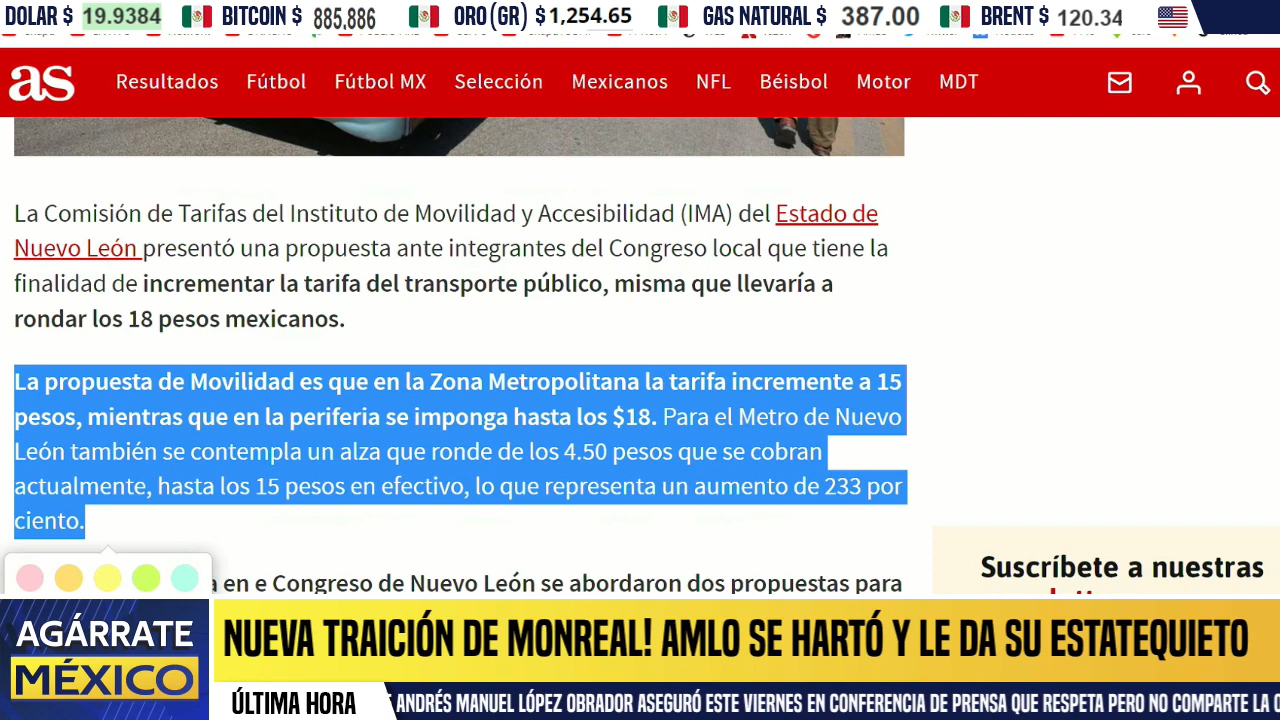 DOLAR $ 19.9384 BITCOIN $ 885,886 ORO(GR) $ 1,254.65 GAS NATURAL $ 387.00 BRENT $ 120.34
as Resultados Fútbol Fútbol MX Selección Mexicanos NFL Béisbol Motor MDT
La Comisión de Tarifas del Instituto de Movilidad y Accesibilidad (IMA) del Estado de
Nuevo León presentó una propuesta ante integrantes del Congreso local que tiene la
finalidad de incrementar la tarifa del transporte público, misma que llevaría a
rondar los 18 pesos mexicanos.
La propuesta de Movilidad es que en la Zona Metropolitana la tarifa incremente a 15
pesos, mientras que en la periferia se imponga hasta los $18. Para el Metro de Nuevo
León también se contempla un alza que ronde de los 4.50 pesos que se cobran
actualmente, hasta los 15 pesos en efectivo, lo que representa un aumento de 233 por
ciento.
Suscríbete a nuestras
a en e Congreso de Nuevo León se abordaron dos propuestas para
AGÁRRATE
MÉXICO
NUEVA TRAICIÓN DE MONREAL! AMLO SE HARTÓ Y LE DA SU ESTATEQUIETO
ÚLTIMA HORA
ANDRÉS MANUEL LÓPEZ OBRADOR ASEGURÓ ESTE VIERNES EN CONFERENCIA DE PRENSA QUE RESPETA PERO NO COMPARTE LA